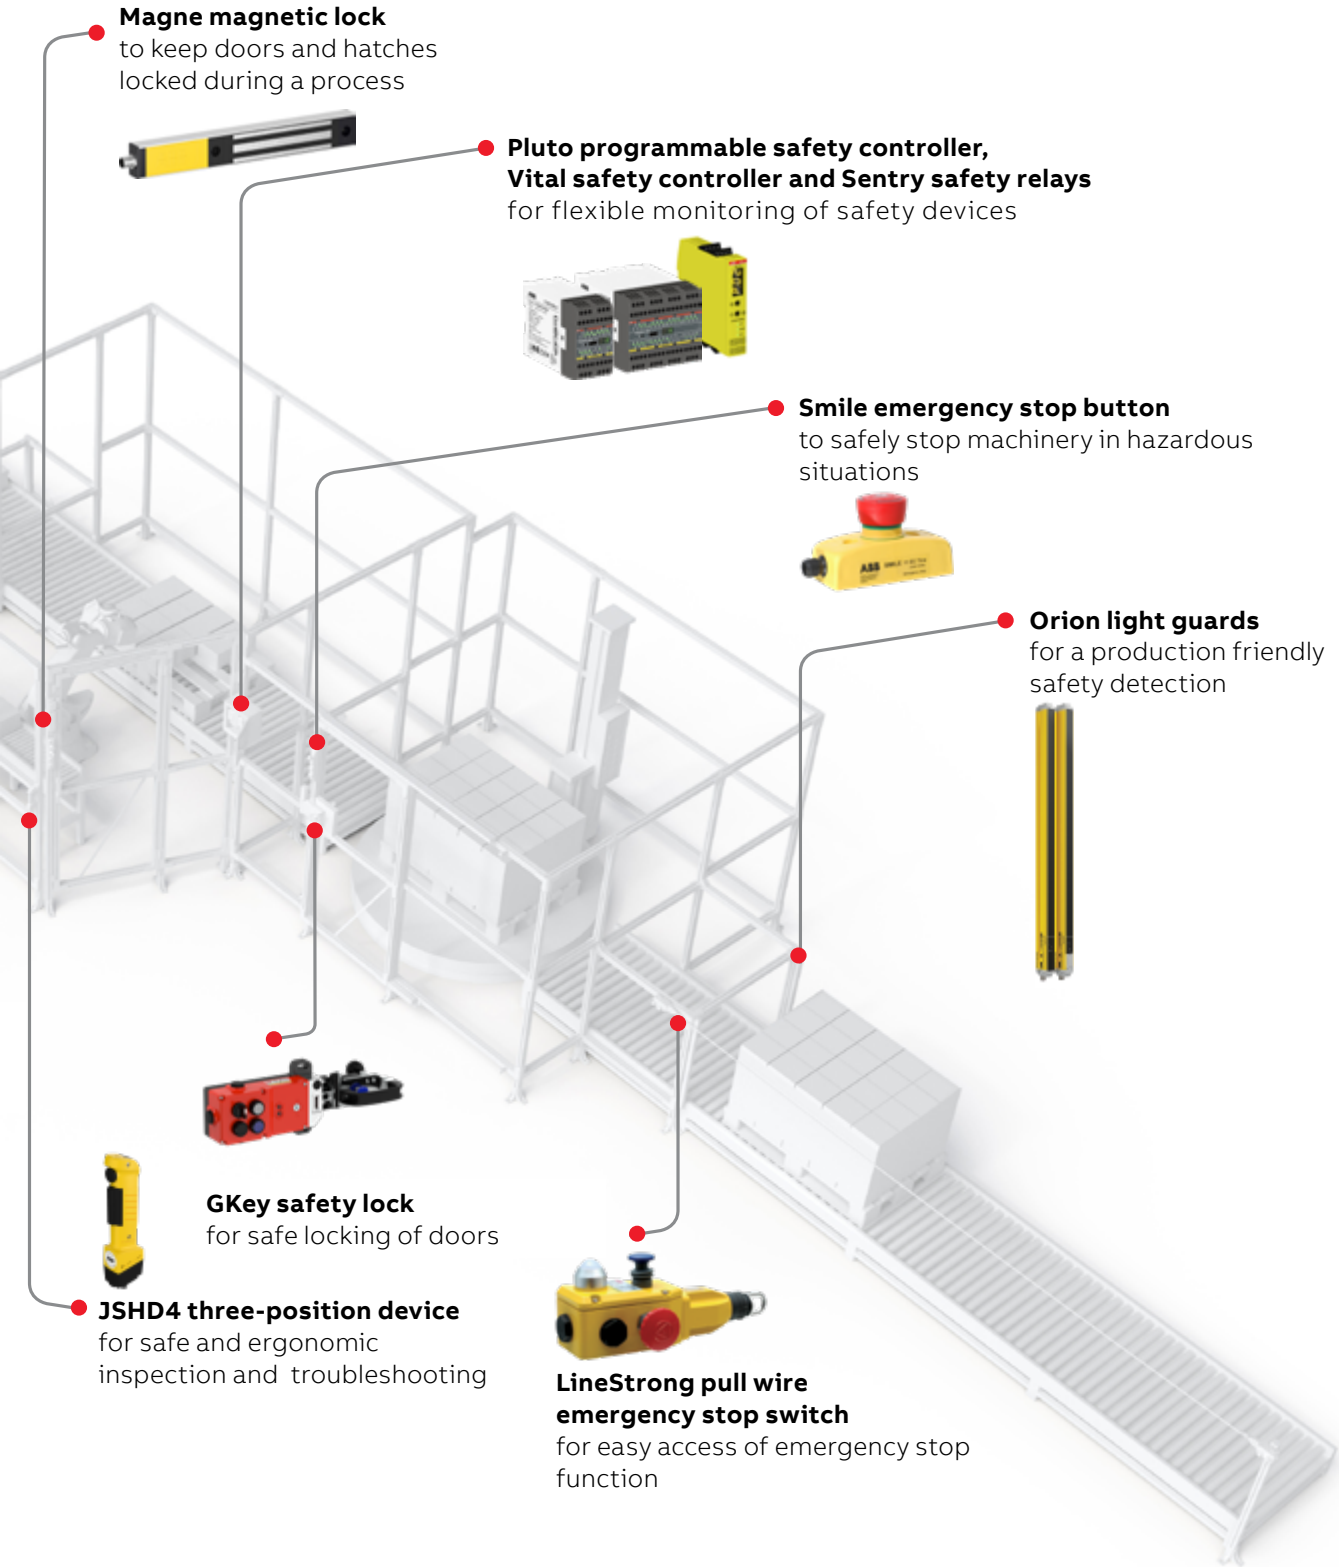 Magne magnetic lock
to keep doors and hatches
locked during a process
Pluto programmable safety controller,
Vital safety controller and Sentry safety relays
for flexible monitoring of safety devices
Smile emergency stop button
to safely stop machinery in hazardous
situations
ABB SMILE
Orion light guards
for a production friendly
safety detection
GKey safety lock
for safe locking of doors
JSHD4 three-position device
for safe and ergonomic
inspection and troubleshooting
LineStrong pull wire
emergency stop switch
for easy access of emergency stop
function